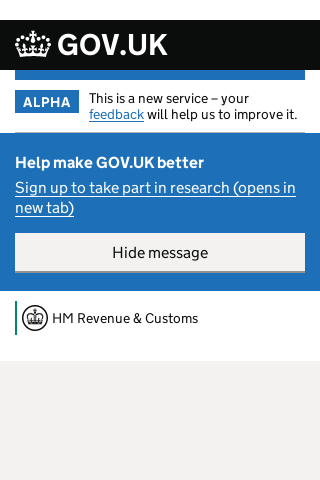 GOV.UK
ALPHA
This is a new service – your
feedback will help us to improve it.
Help make GOV.UK better
Sign up to take part in research (opens in
new tab)
Hide message
HM Revenue & Customs